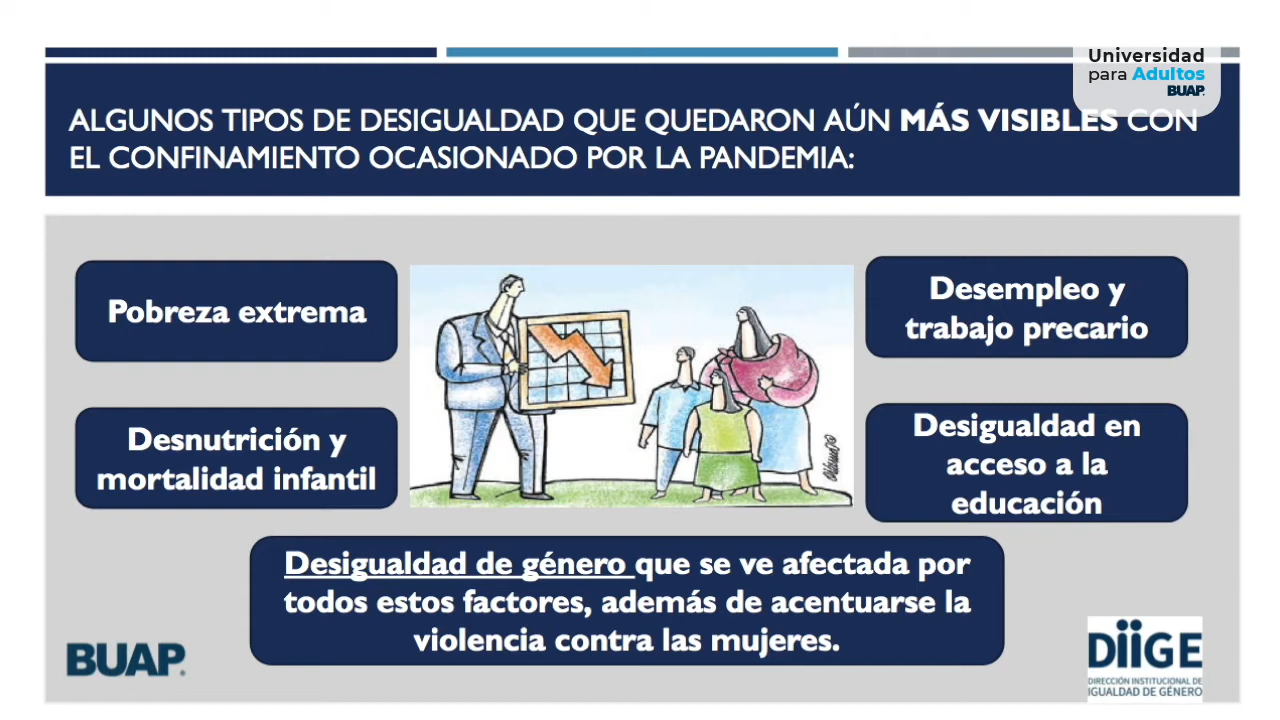 Universidad
para Adultos
BUAP
ALGUNOS TIPOS DE DESIGUALDAD QUE QUEDARON AÚN MÁS VISIBLES CON
EL CONFINAMIENTO OCASIONADO POR LA PANDEMIA:
Pobreza extrema
Desempleo y
trabajo precario
Desnutrición y
mortalidad infantil
Desigualdad en
acceso a la
educación
Desigualdad de género que se ve afectada por
todos estos factores, además de acentuarse la
violencia contra las mujeres.
BUAP
DiiGE
DIRECCIÓN INSTITUCIONAL DE
IGUALDAD DE GÉNERO